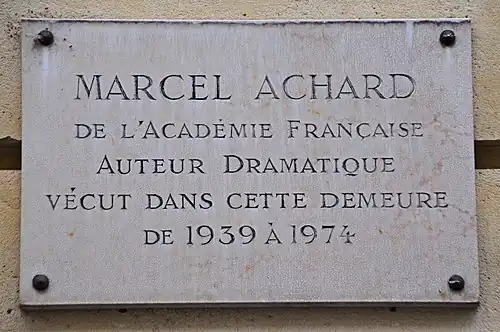 MARCEL ACHARD
DE L'ACADÉMIE FRANÇAISE
AUTEUR DRAMATIQUE
VÉCUT DANS CETTE DEMEURE
DE 1939 À 1974